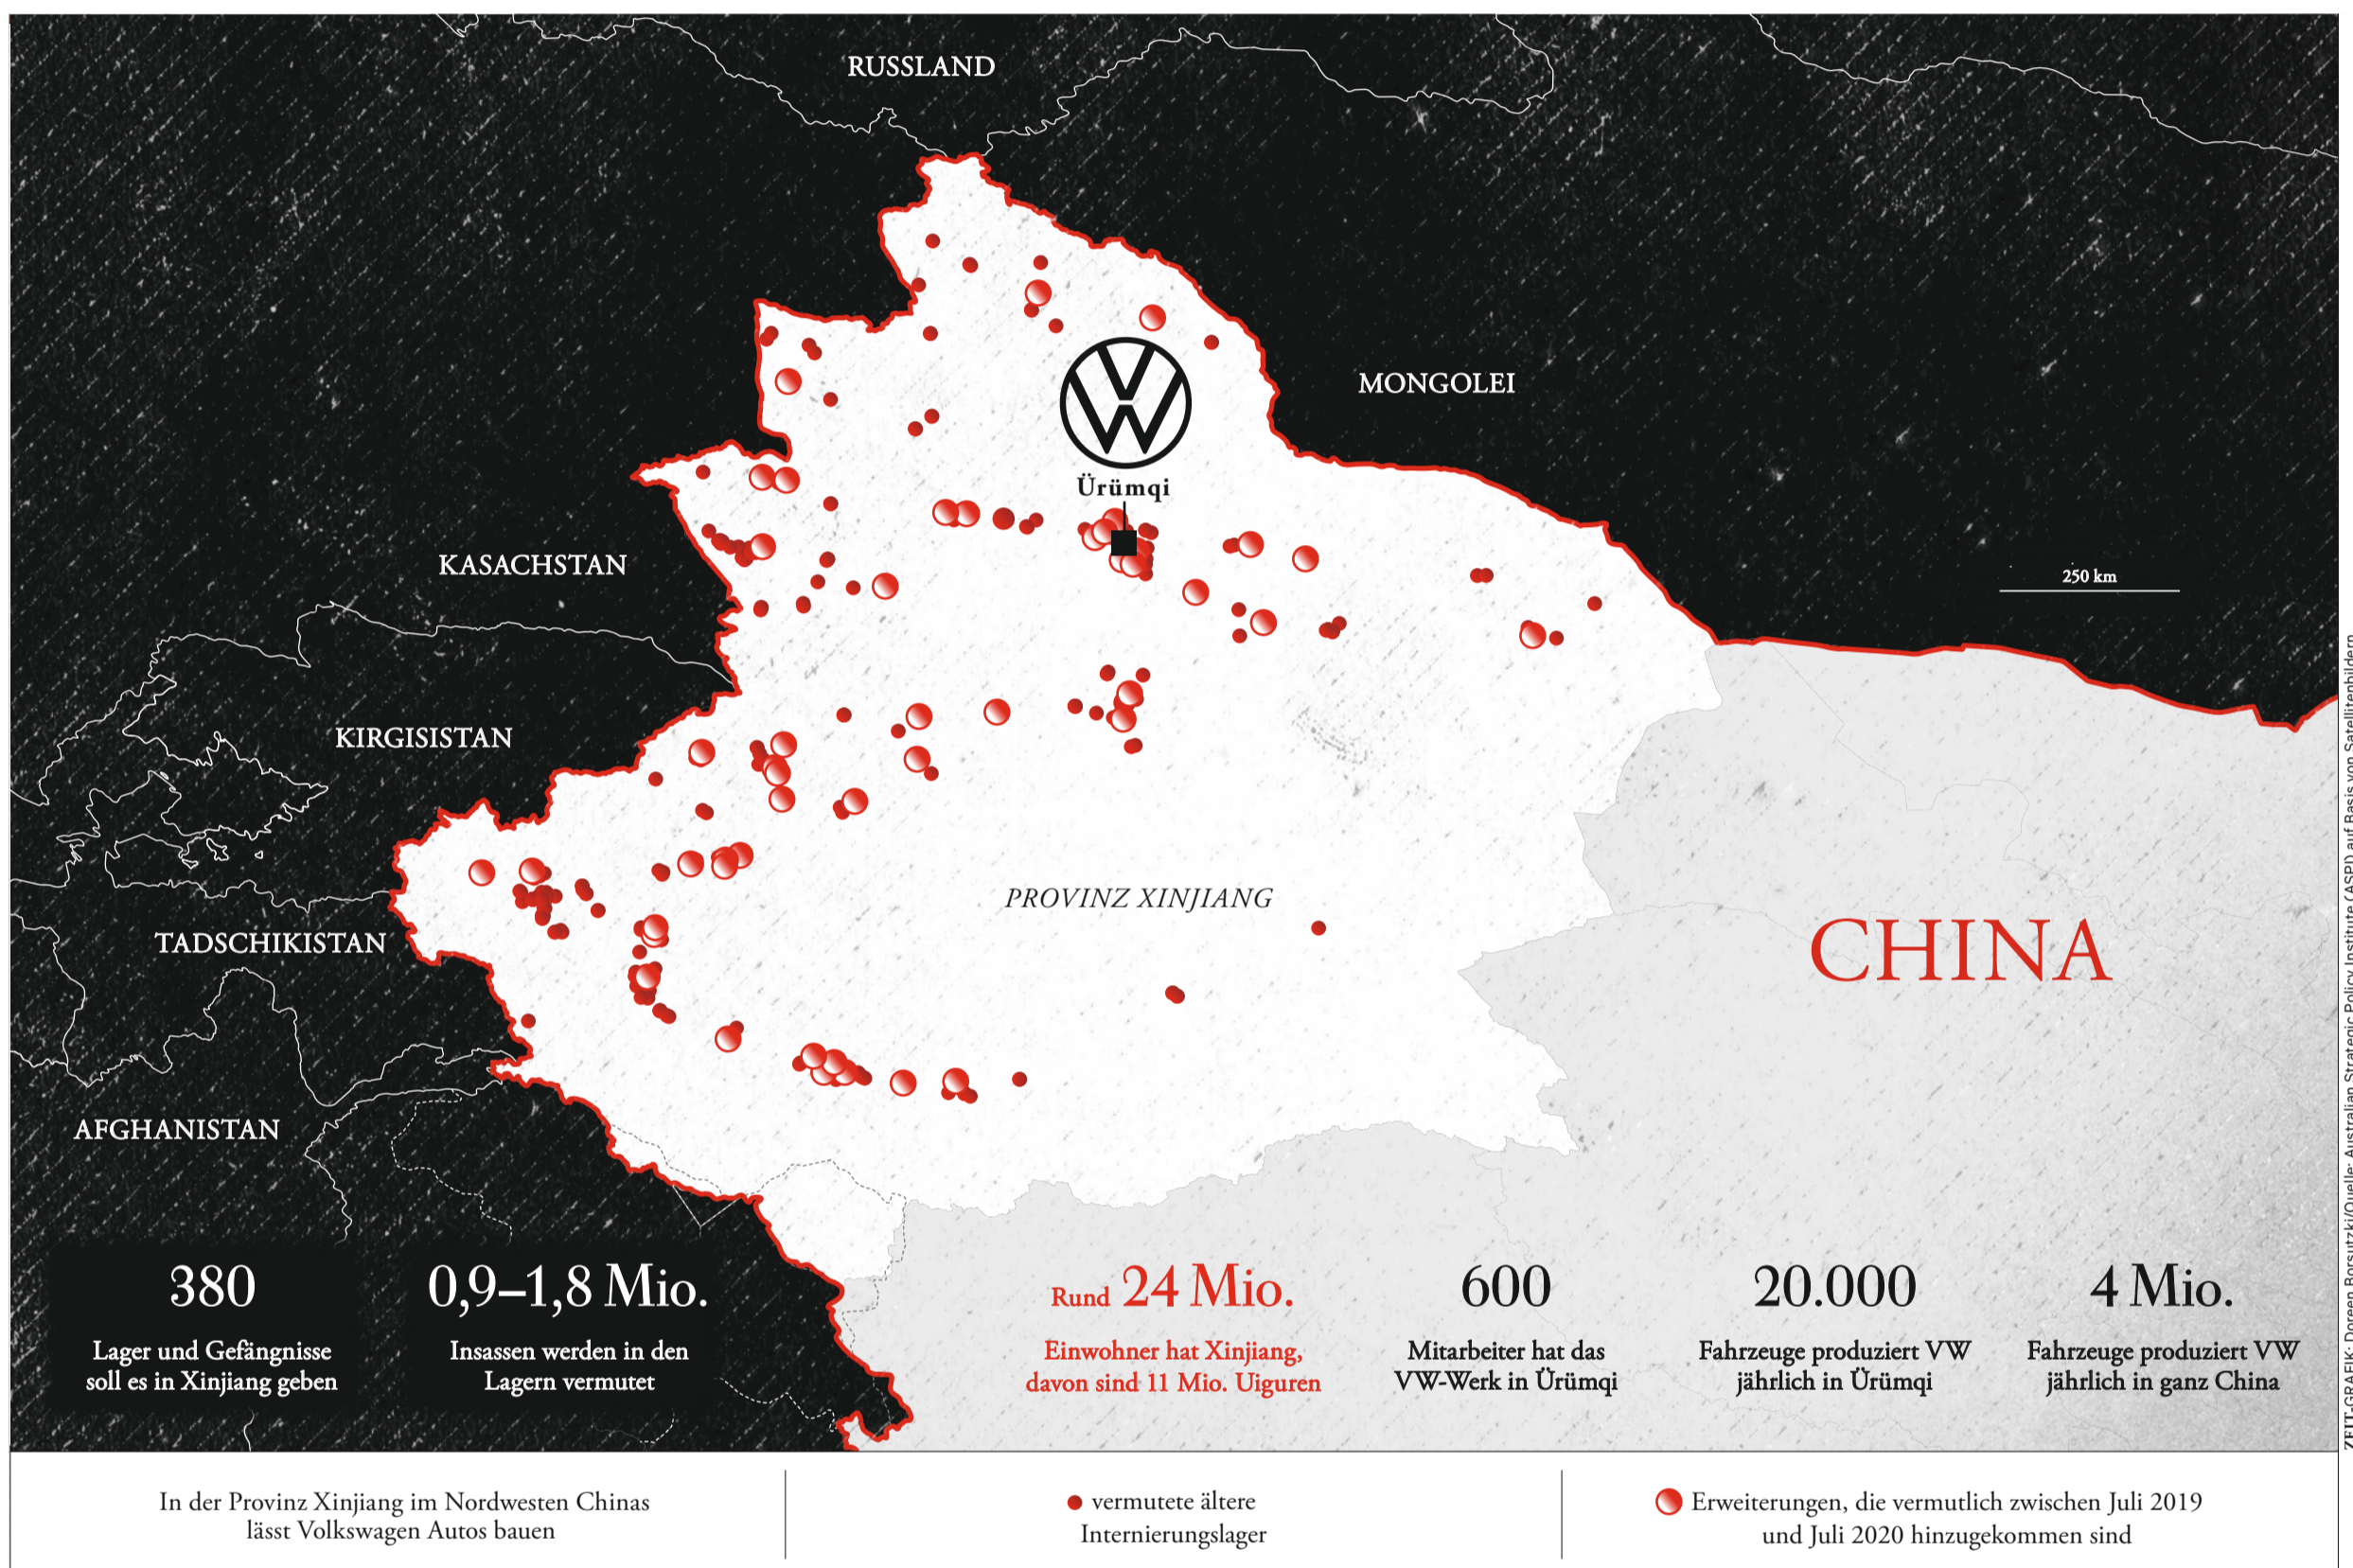 RUSSLAND
MONGOLEI
Ürümqi
KASACHSTAN
250 km
KIRGISISTAN
PROVINZ XINJIANG
TADSCHIKISTAN
CHINA
AFGHANISTAN
380
Lager und Gefängnisse
soll es in Xinjiang geben
0,9–1,8 Mio.
Insassen werden in den
Lagern vermutet
Rund 24 Mio.
Einwohner hat Xinjiang,
davon sind 11 Mio. Uiguren
600
Mitarbeiter hat das
VW-Werk in Ürümqi
20.000
Fahrzeuge produziert VW
jährlich in Ürümqi
4 Mio.
Fahrzeuge produziert VW
jährlich in ganz China
In der Provinz Xinjiang im Nordwesten Chinas
lässt Volkswagen Autos bauen
vermutete ältere
Internierungslager
Erweiterungen, die vermutlich zwischen Juli 2019
und Juli 2020 hinzugekommen sind
ZEIT-GRAFIK: Doreen Borsutzki/Quelle: Australian Strategic Policy Institute (ASPI) auf Basis von Satellitenbildern